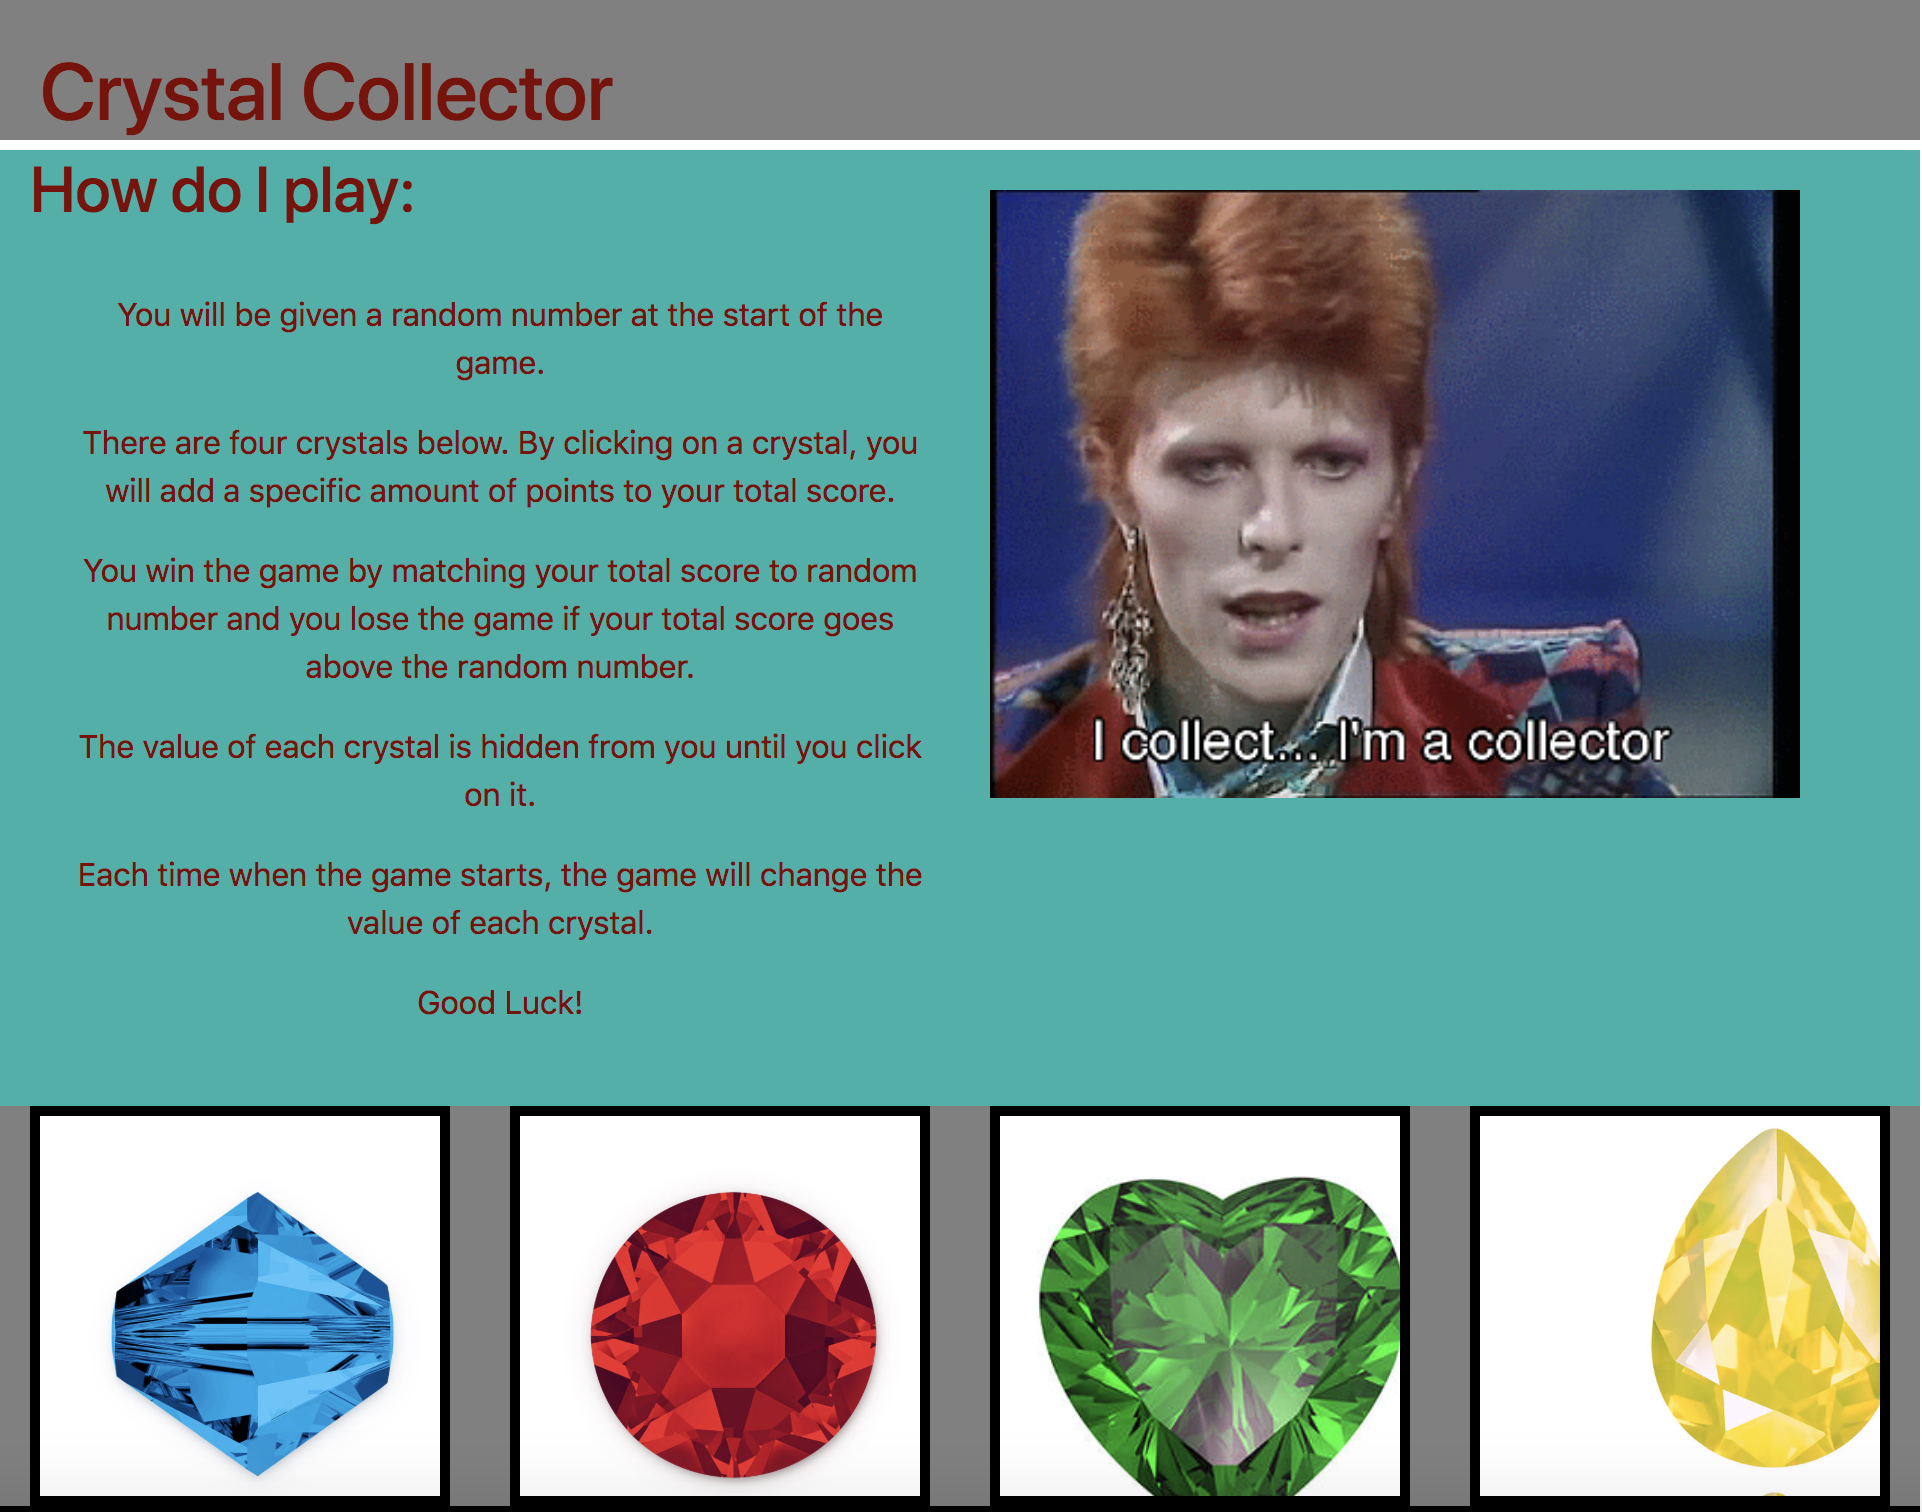 Crystal Collector
How do I play:
You will be given a random number at the start of the
game.
There are four crystals below. By clicking on a crystal, you
will add a specific amount of points to your total score.
You win the game by matching your total score to random
number and you lose the game if your total score goes
above the random number.
The value of each crystal is hidden from you until you click
on it.
Each time when the game starts, the game will change the
value of each crystal.
Good Luck!
I collect... I'm a collector